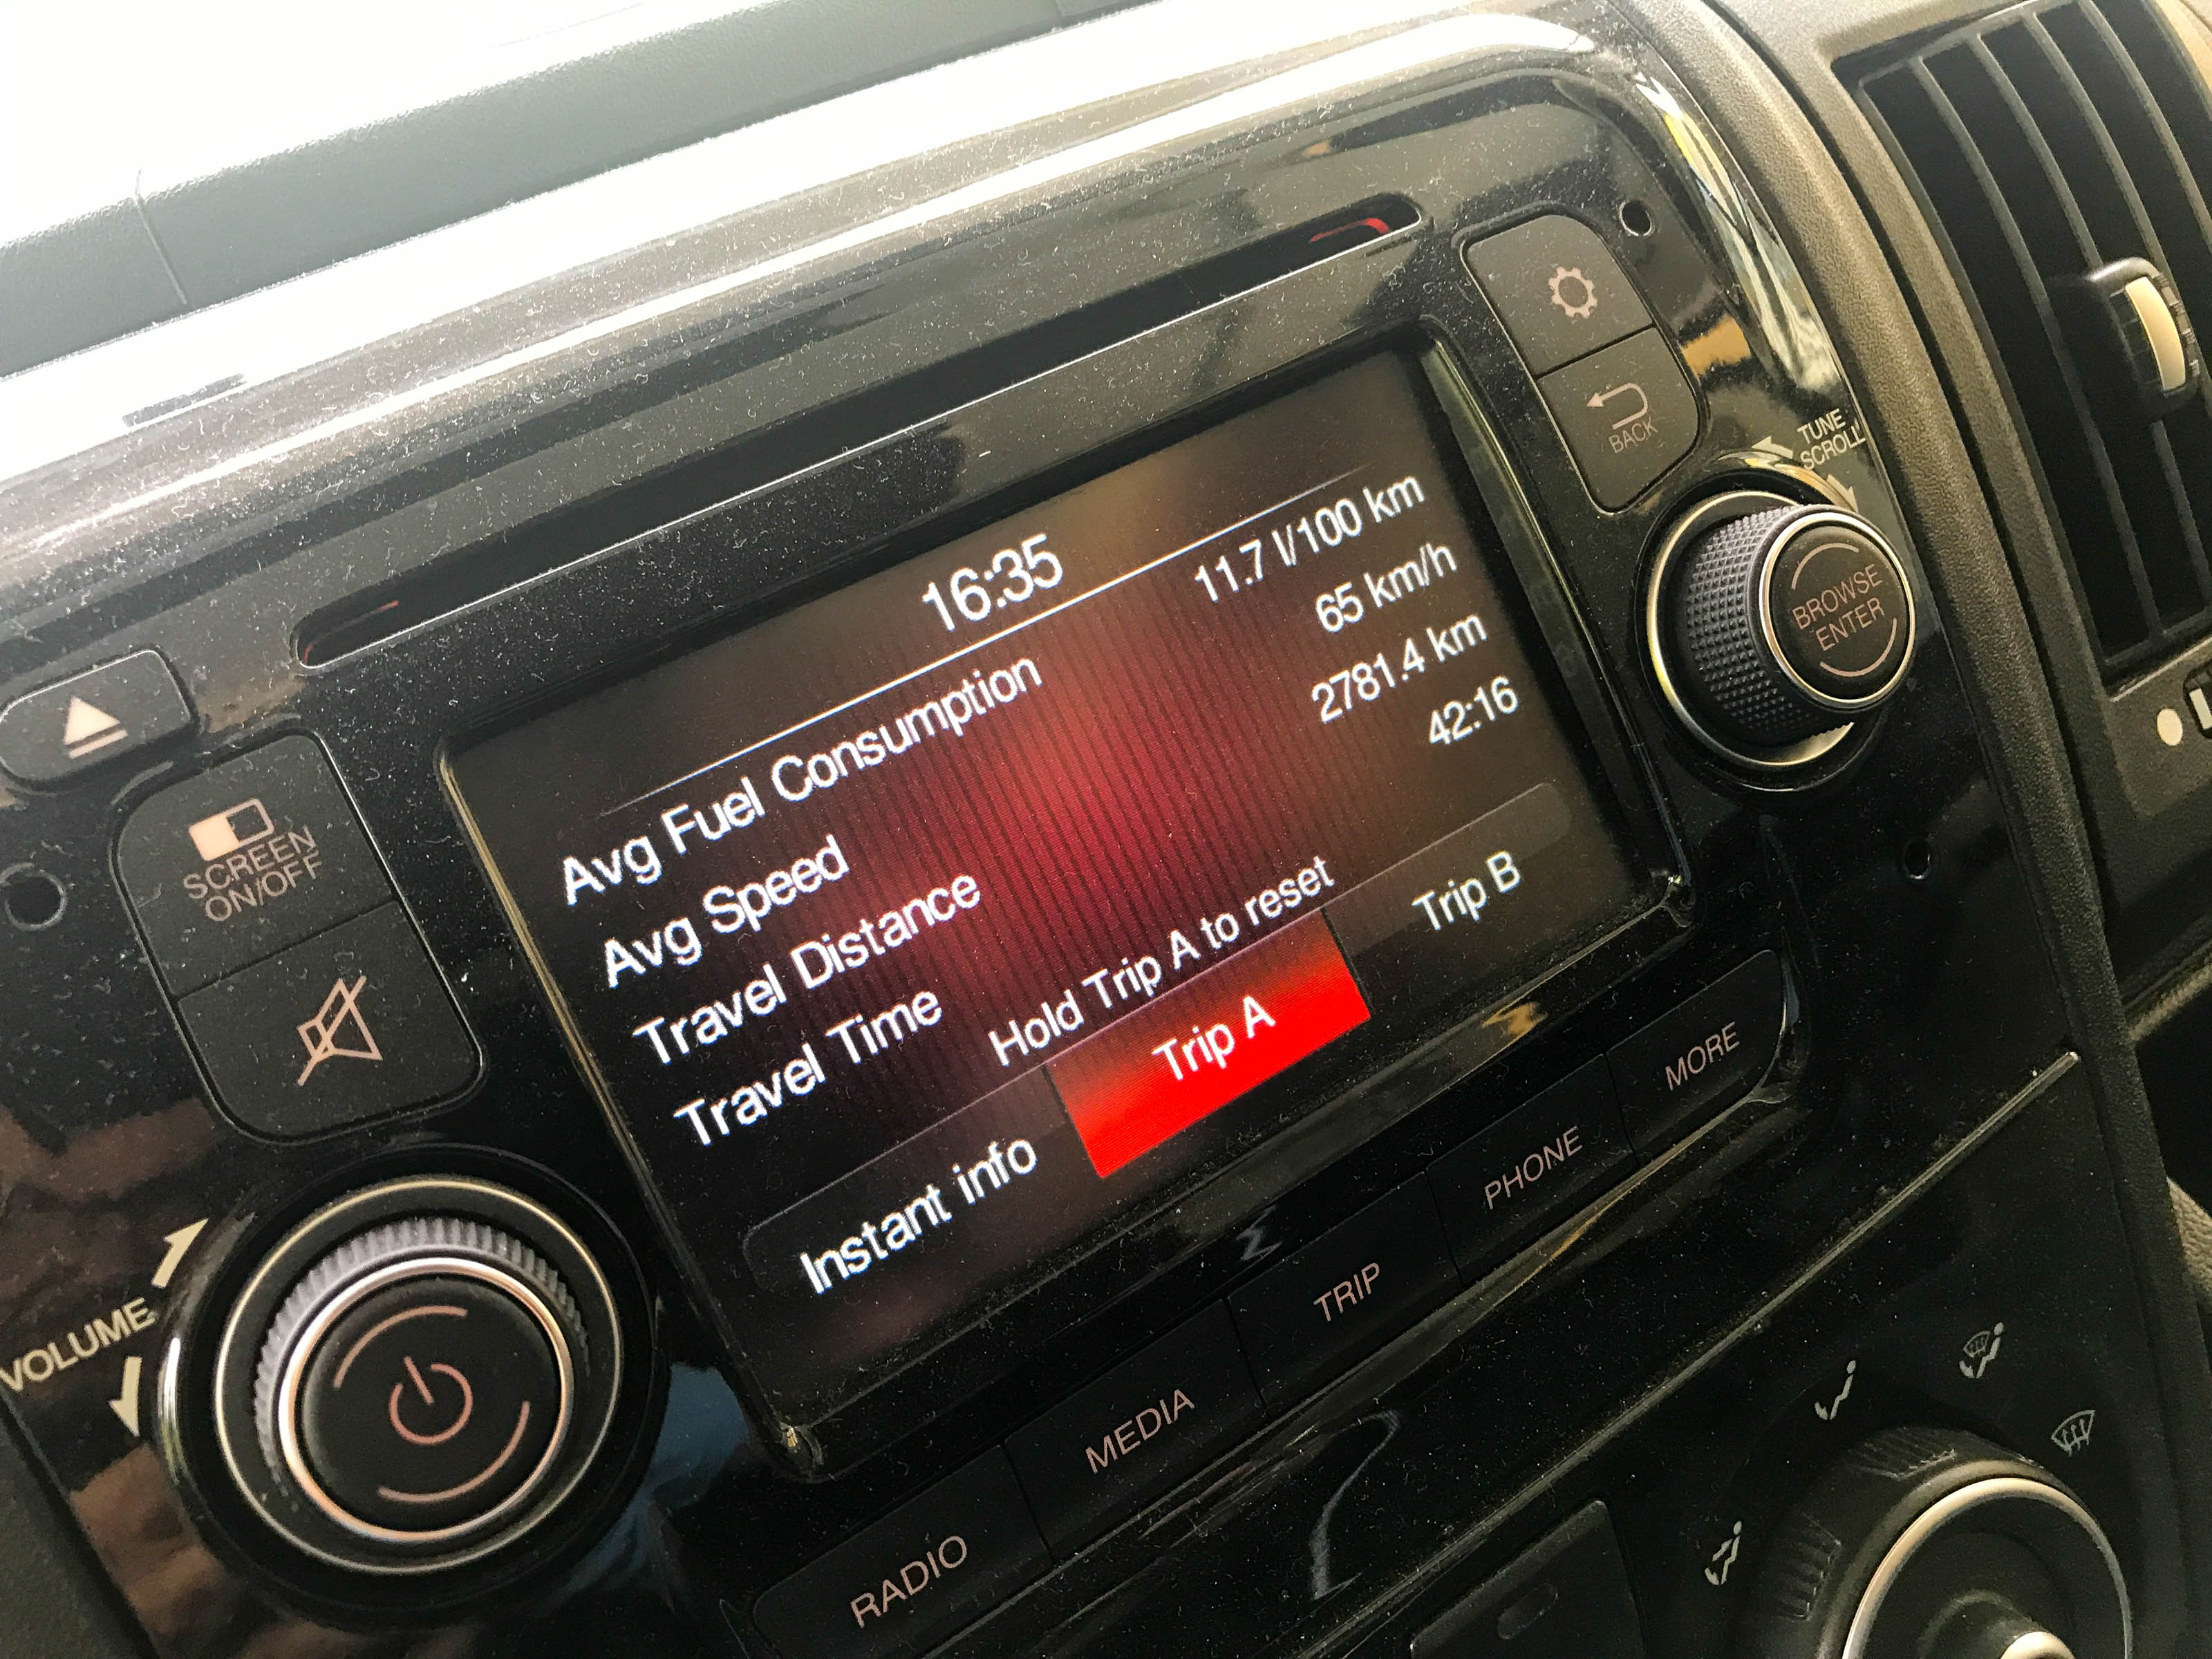 16:35
Avg Fuel Consumption 11.7 l/100 km
Avg Speed 65 km/h
Travel Distance 2781.4 km
Travel Time 42:16
Hold Trip A to reset
Instant info Trip A Trip B
BACK
TUNE
SCROLL
BROWSE
ENTER
SCREEN
ON/OFF
VOLUME
RADIO MEDIA TRIP PHONE MORE